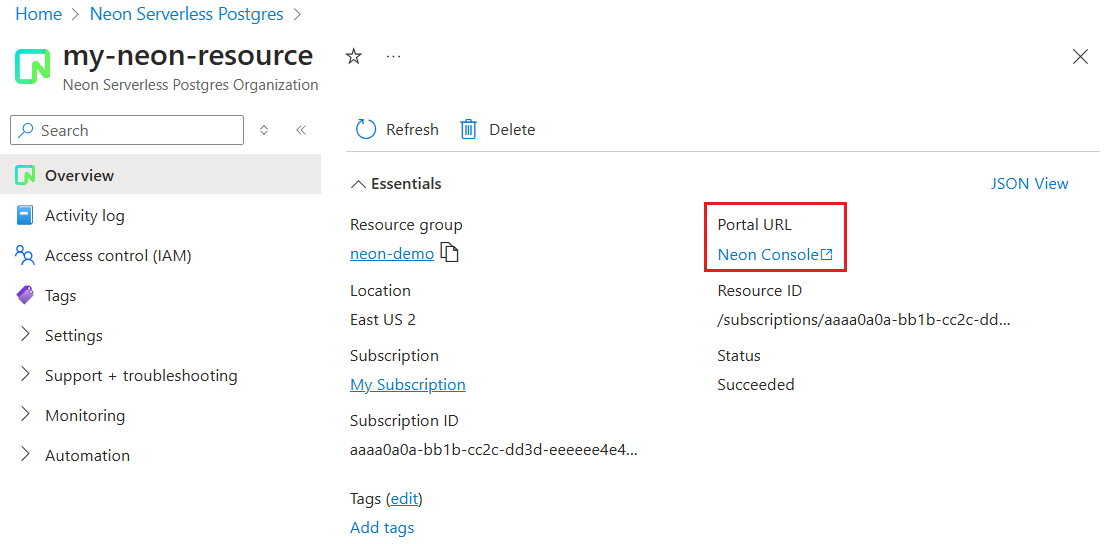 Home > Neon Serverless Postgres >
my-neon-resource
Neon Serverless Postgres Organization
Search
Overview
Activity log
Access control (IAM)
Tags
Settings
Support + troubleshooting
Monitoring
Automation
Refresh Delete
Essentials JSON View
Resource group
neon-demo
Location
East US 2
Subscription
My Subscription
Subscription ID
aaaa0a0a-bb1b-cc2c-dd3d-eeeeee4e4...
Portal URL
Neon Console
Resource ID
/subscriptions/aaaa0a0a-bb1b-cc2c-dd...
Status
Succeeded
Tags (edit)
Add tags